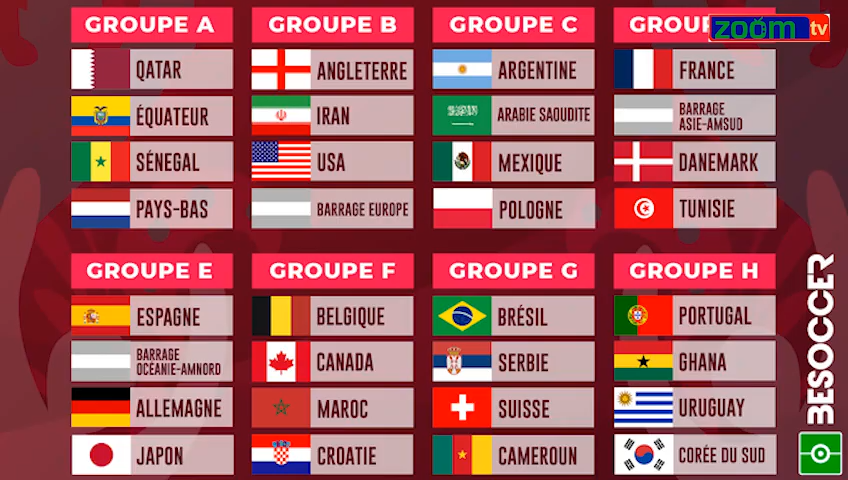 GROUPE A
QATAR
ÉQUATEUR
SÉNÉGAL
PAYS-BAS
GROUPE B
ANGLETERRE
IRAN
USA
BARRAGE EUROPE
GROUPE C
ARGENTINE
ARABIE SAOUDITE
MEXIQUE
POLOGNE
GROUP
zoom tv
FRANCE
BARRAGE
ASIE-AMSUD
DANEMARK
TUNISIE
GROUPE E
ESPAGNE
BARRAGE
OCÉANIE-AMNORD
ALLEMAGNE
JAPON
GROUPE F
BELGIQUE
CANADA
MAROC
CROATIE
GROUPE G
BRÉSIL
SERBIE
SUISSE
CAMEROUN
GROUPE H
PORTUGAL
GHANA
URUGUAY
CORÉE DU SUD
BESOCCER